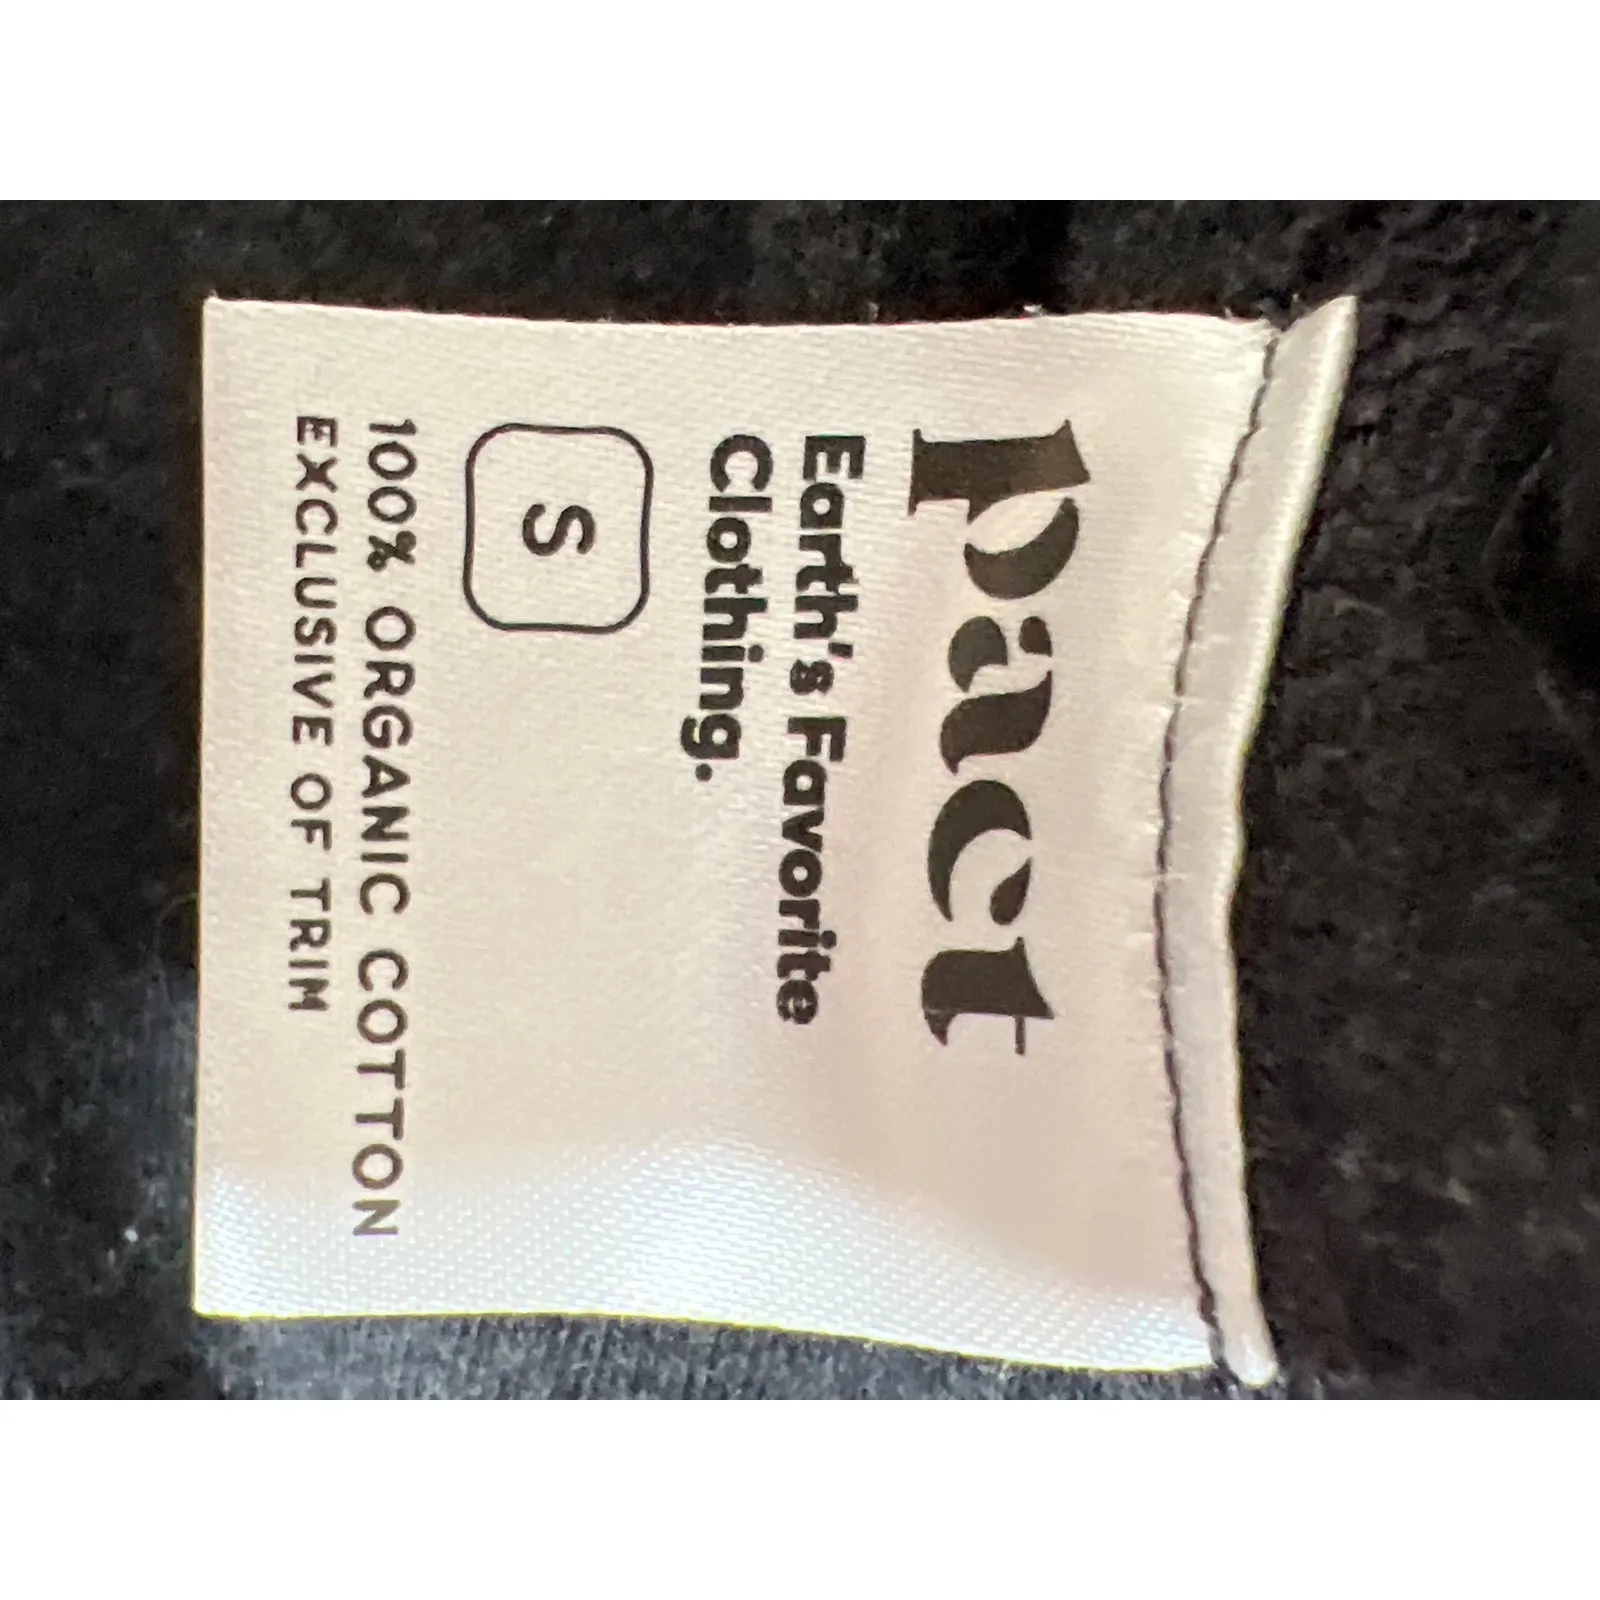 pact
Earth's Favorite
Clothing.
S
100% ORGANIC COTTON
EXCLUSIVE OF TRIM